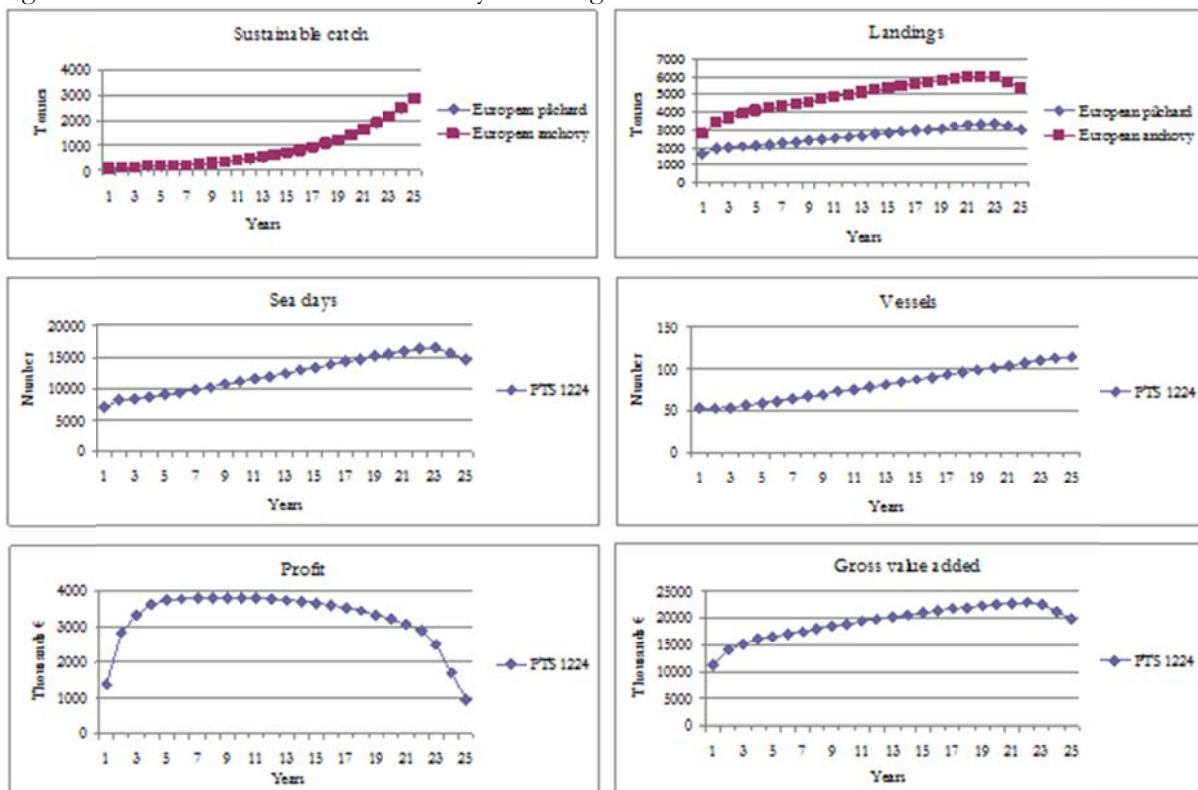 Sustainable catch
4000
3000
2000
1000
0
Tonnes
1 3 5 7 9 11 13 15 17 19 21 23 25
Years
European pilchard
European anchovy
Landings
7000
6000
5000
4000
3000
2000
1000
0
Tonnes
1 3 5 7 9 11 13 15 17 19 21 23 25
Years
European pilchard
European anchovy
Sea days
20000
15000
10000
5000
0
Number
1 3 5 7 9 11 13 15 17 19 21 23 25
Years
PTS 1224
Vessels
150
100
50
0
Number
1 3 5 7 9 11 13 15 17 19 21 23 25
Years
PTS 1224
Profit
4000
3000
2000
1000
0
Thousands €
1 3 5 7 9 11 13 15 17 19 21 23 25
Years
PTS 1224
Gross value added
25000
20000
15000
10000
5000
0
Thousands €
1 3 5 7 9 11 13 15 17 19 21 23 25
Years
PTS 1224